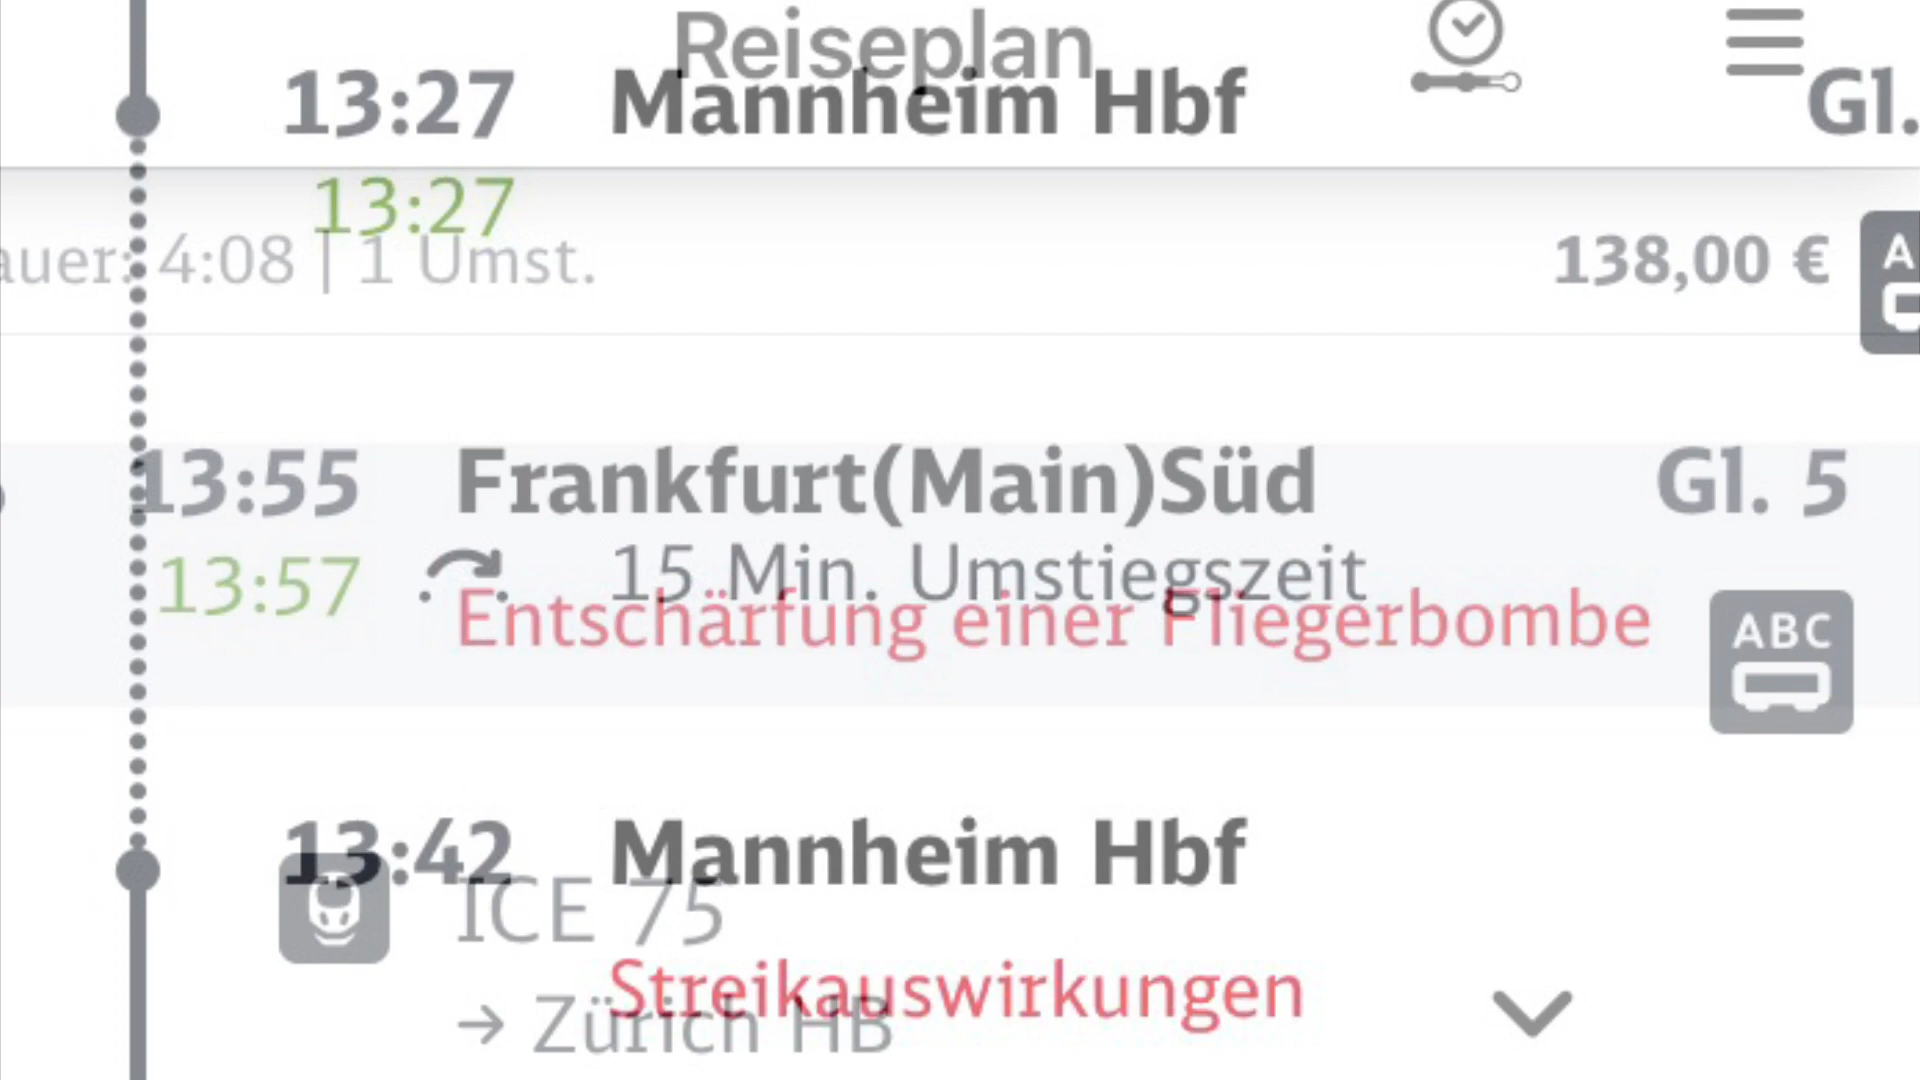 Reiseplan
13:27 Mannheim Hbf Gl.
13:27
auer: 4:08 | 1 Umst. 138,00 €
A
13:55 Frankfurt(Main)Süd Gl. 5
13:57 15 Min. Umstiegszeit
Entschärfung einer Fliegerbombe
ABC
13:42 Mannheim Hbf
ICE 75
Streikauswirkungen
→ Zürich HB